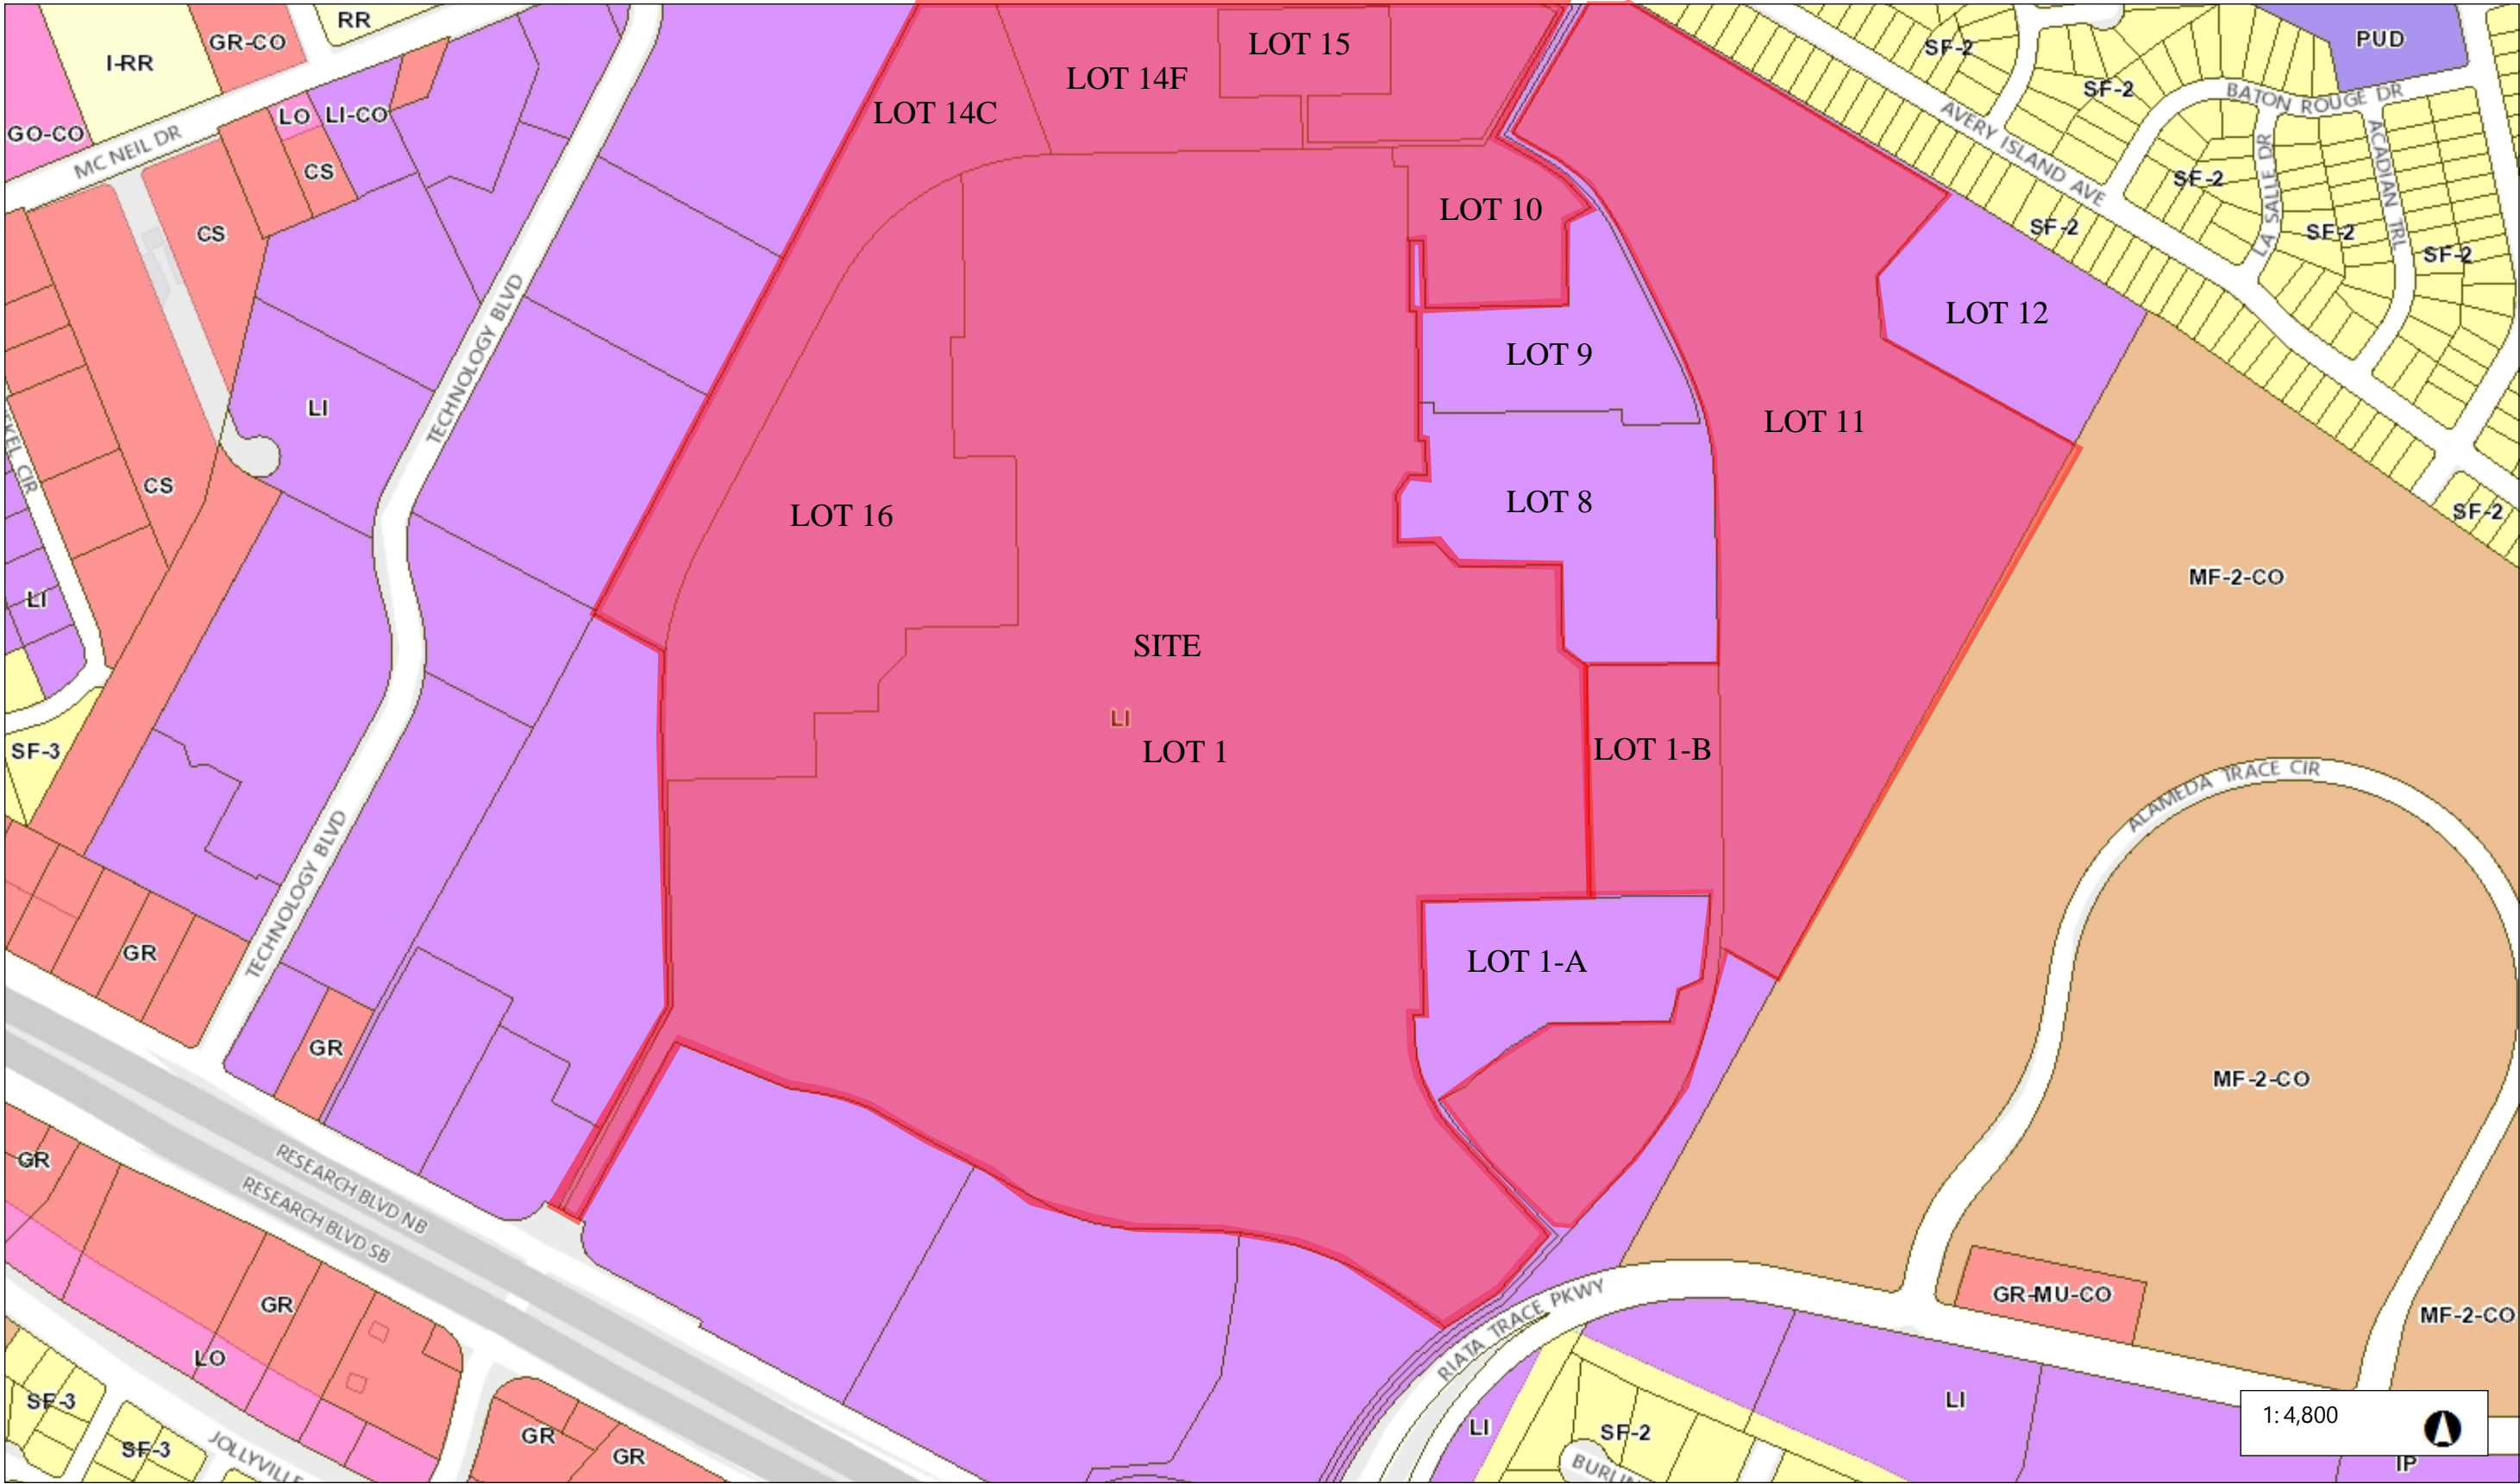 RR
GR-CO
I-RR
LOT 15
LOT 14F
LOT 14C
SF-2
PUD
SF-2
BATON ROUGE DR
AVERY ISLAND AVE
GO-CO
MC NEIL DR
LO
LI-CO
CS
CS
LOT 10
SF-2
LA SALLE DR
ACADIAN TRL
SF-2
SF-2
SF-2
LOT 12
TECHNOLOGY BLVD
LI
LOT 9
LOT 11
CS
LOT 16
LOT 8
SF-2
MF-2-CO
LI
SITE
LI
LOT 1
LOT 1-B
SF-3
ALAMEDA TRACE CIR
TECHNOLOGY BLVD
GR
LOT 1-A
GR
MF-2-CO
GR
RESEARCH BLVD NB
RESEARCH BLVD SB
GR
RIATA TRACE PKWY
GR-MU-CO
MF-2-CO
LO
SF-3
SF-3
JOLLYVILLE
GR
GR
LI
SF-2
LI
1: 4,800
IP